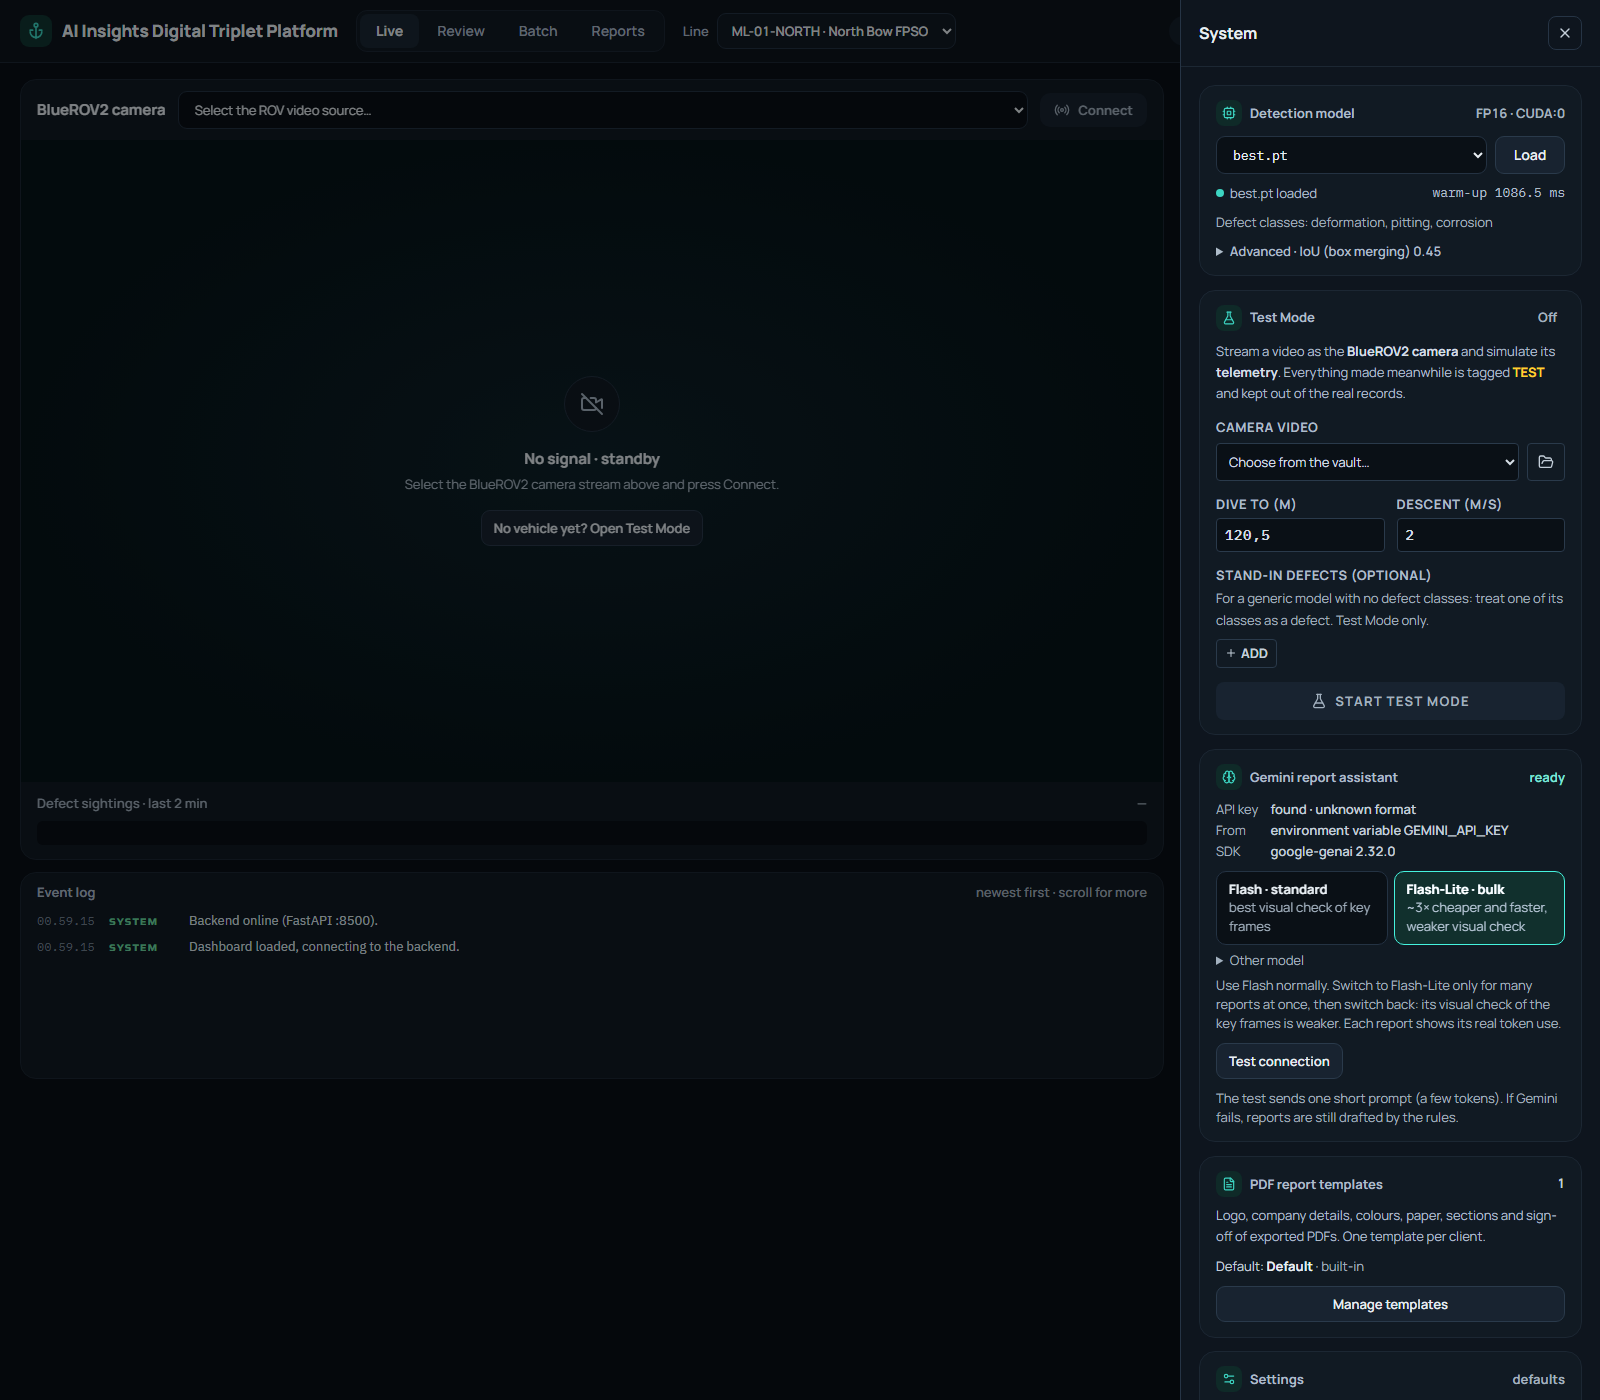 AI Insights Digital Triplet Platform
Live
Review
Batch
Reports
Line
ML-01-NORTH · North Bow FPSO
BlueROV2 camera
Select the ROV video source...
Connect
No signal · standby
Select the BlueROV2 camera stream above and press Connect.
No vehicle yet? Open Test Mode
Defect sightings · last 2 min
–
Event log
newest first · scroll for more
00.59.15 SYSTEM Backend online (FastAPI :8500).
00.59.15 SYSTEM Dashboard loaded, connecting to the backend.
System
Detection model
FP16 · CUDA:0
best.pt
Load
best.pt loaded
warm-up 1086.5 ms
Defect classes: deformation, pitting, corrosion
Advanced · IoU (box merging) 0.45
Test Mode
Off
Stream a video as the BlueROV2 camera and simulate its
telemetry. Everything made meanwhile is tagged TEST
and kept out of the real records.
CAMERA VIDEO
Choose from the vault...
DIVE TO (M)
DESCENT (M/S)
120,5
2
STAND-IN DEFECTS (OPTIONAL)
For a generic model with no defect classes: treat one of its
classes as a defect. Test Mode only.
+ ADD
START TEST MODE
Gemini report assistant
ready
API key found · unknown format
From environment variable GEMINI_API_KEY
SDK google-genai 2.32.0
Flash · standard
best visual check of key
frames
Flash-Lite · bulk
~3× cheaper and faster,
weaker visual check
Other model
Use Flash normally. Switch to Flash-Lite only for many
reports at once, then switch back: its visual check of the
key frames is weaker. Each report shows its real token use.
Test connection
The test sends one short prompt (a few tokens). If Gemini
fails, reports are still drafted by the rules.
PDF report templates
1
Logo, company details, colours, paper, sections and sign-
off of exported PDFs. One template per client.
Default: Default · built-in
Manage templates
Settings
defaults